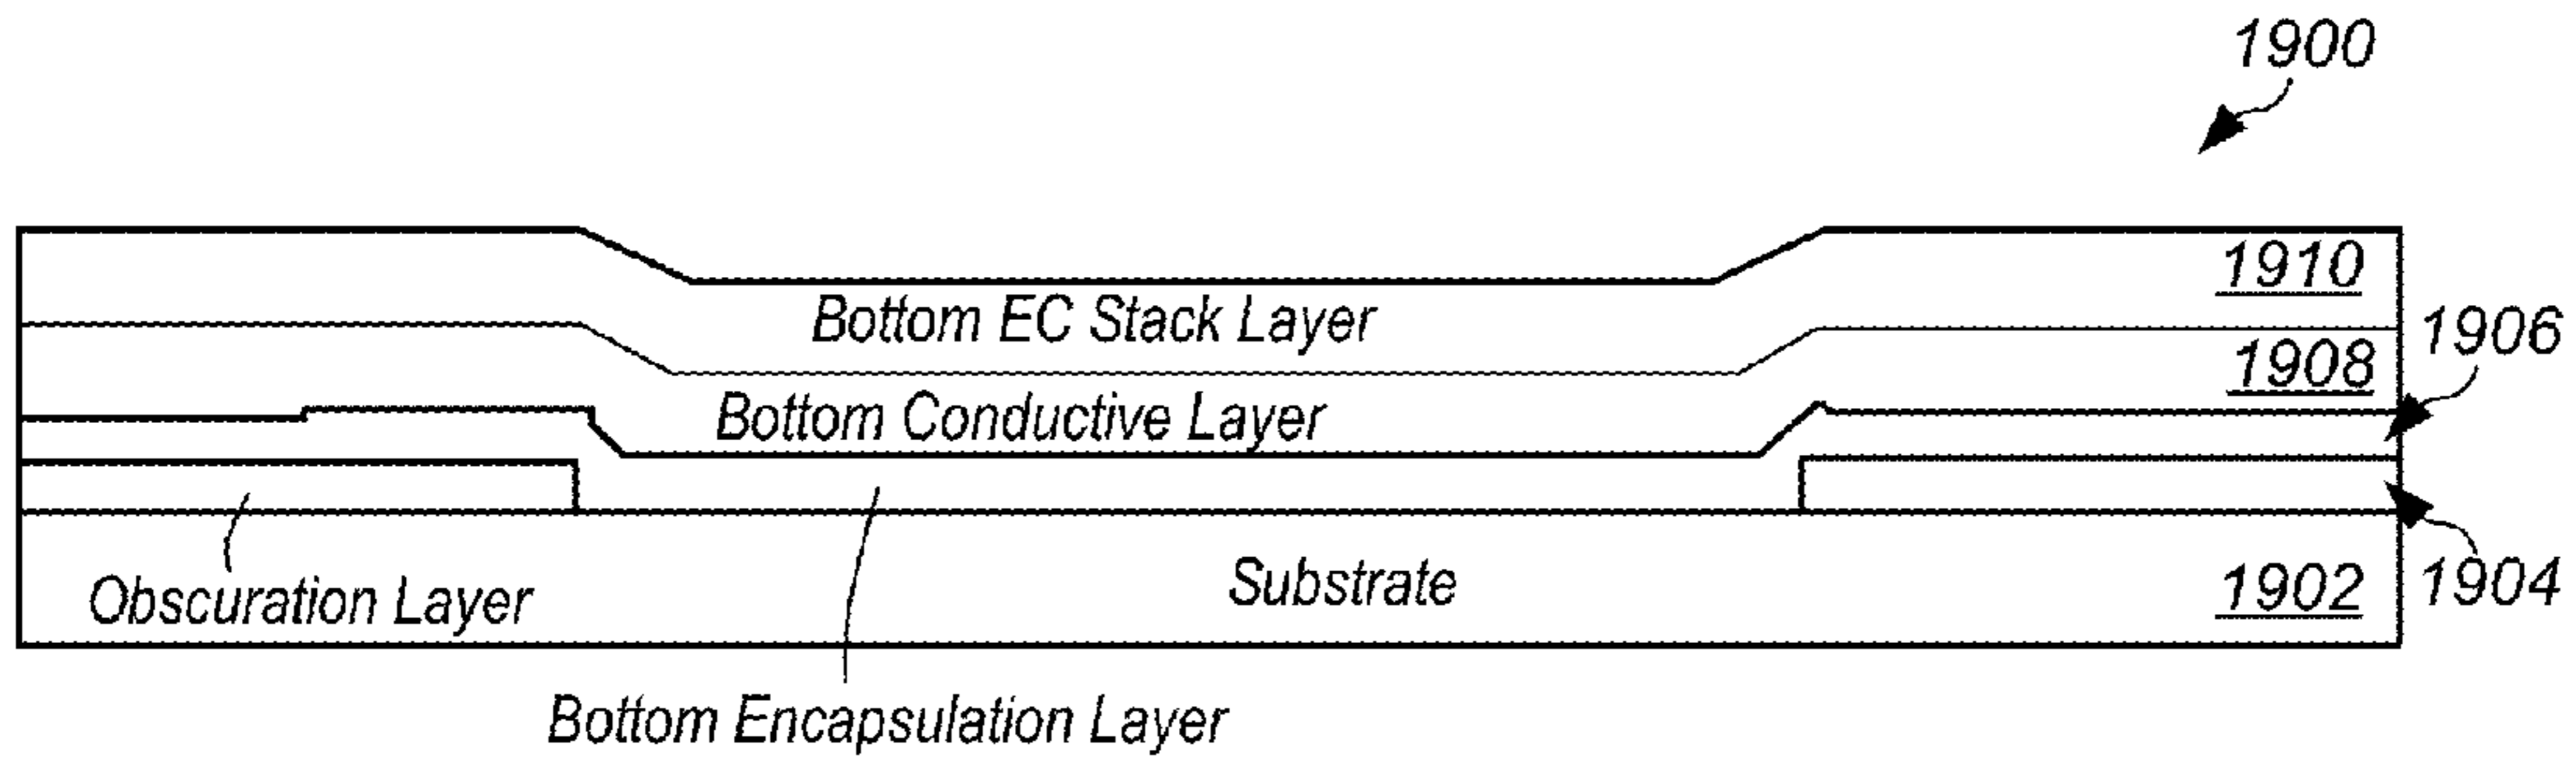 1900
1910
Bottom EC Stack Layer
1906
1908
Bottom Conductive Layer
Substrate
1902
1904
Obscuration Layer
Bottom Encapsulation Layer